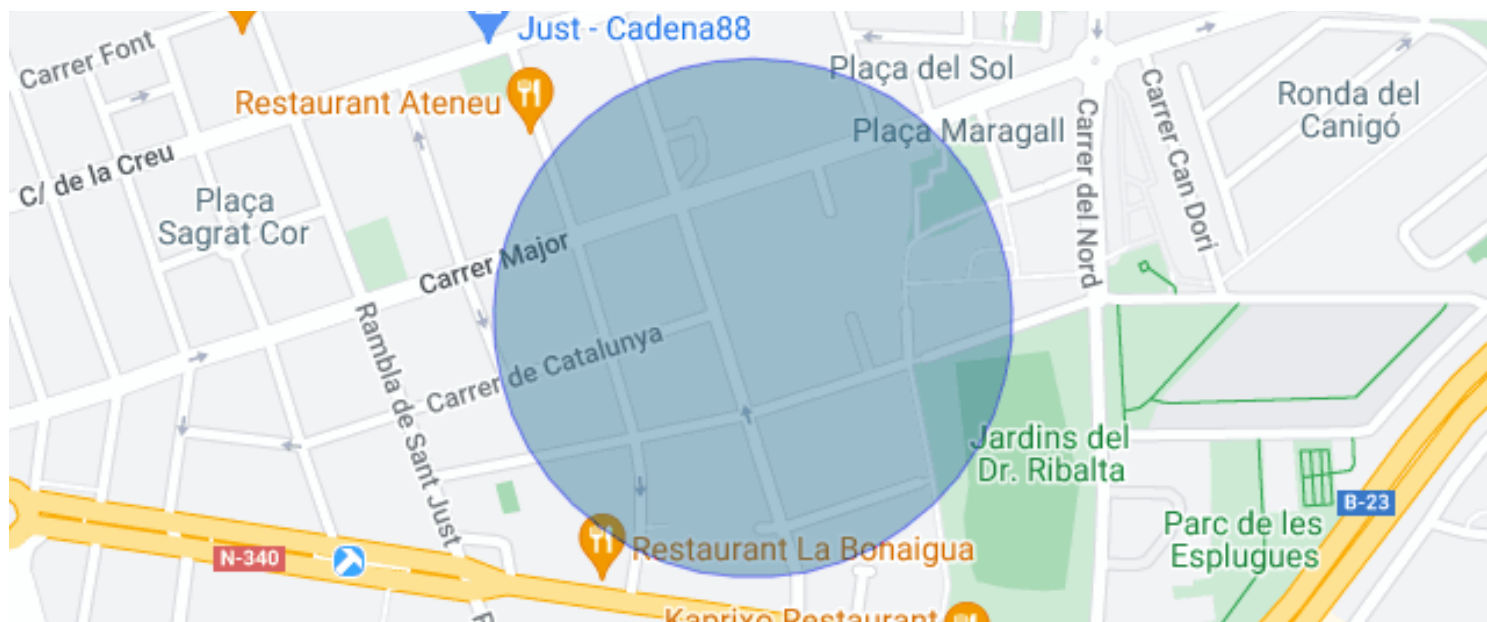 Just - Cadena88
Carrer Font
Plaça del Sol
Restaurant Ateneu
Ronda del
Canigó
Plaça Maragall
Carrer Can Dori
C/ de la Creu
Carrer del Nord
Plaça
Sagrat Cor
Carrer Major
Rambla de Sant Just
Carrer de Catalunya
Jardins del
Dr. Ribalta
B-23
Parc de les
Esplugues
N-340
Restaurant La Bonaigua
Kaprixo Restaurant